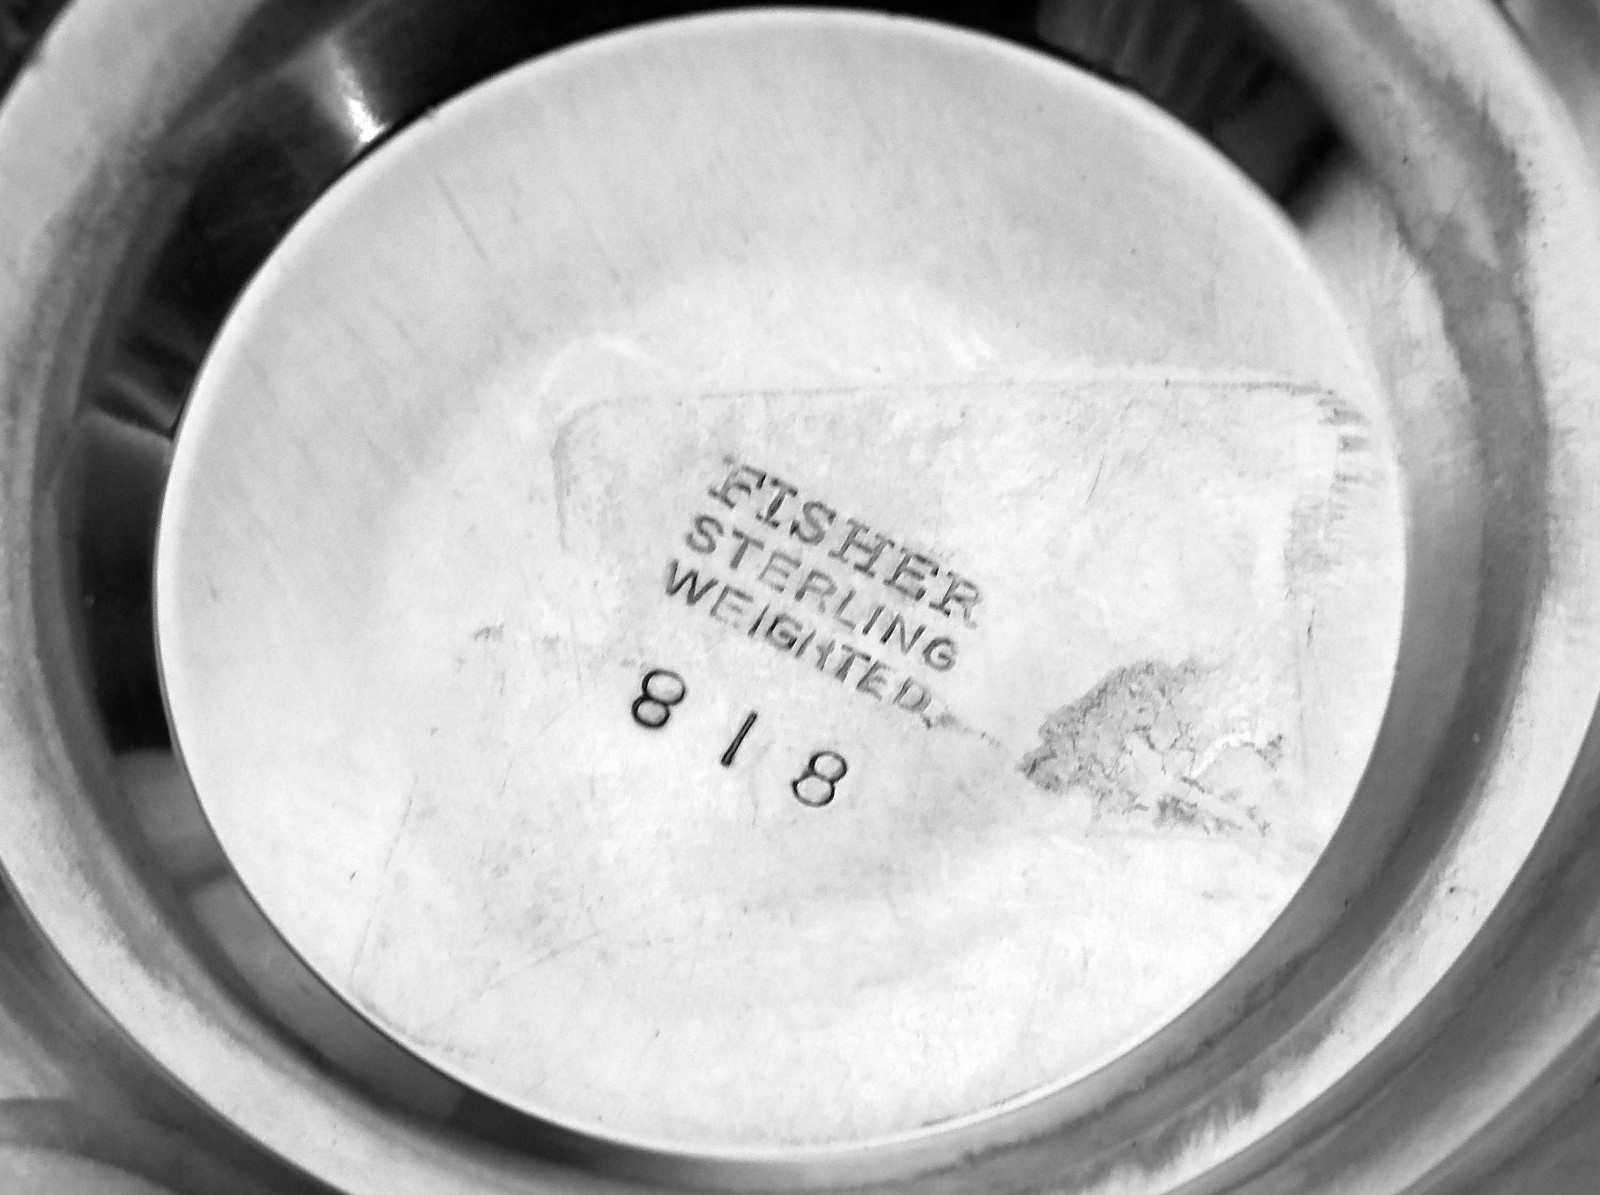 FISHER
STERLING
WEIGHTED.
818